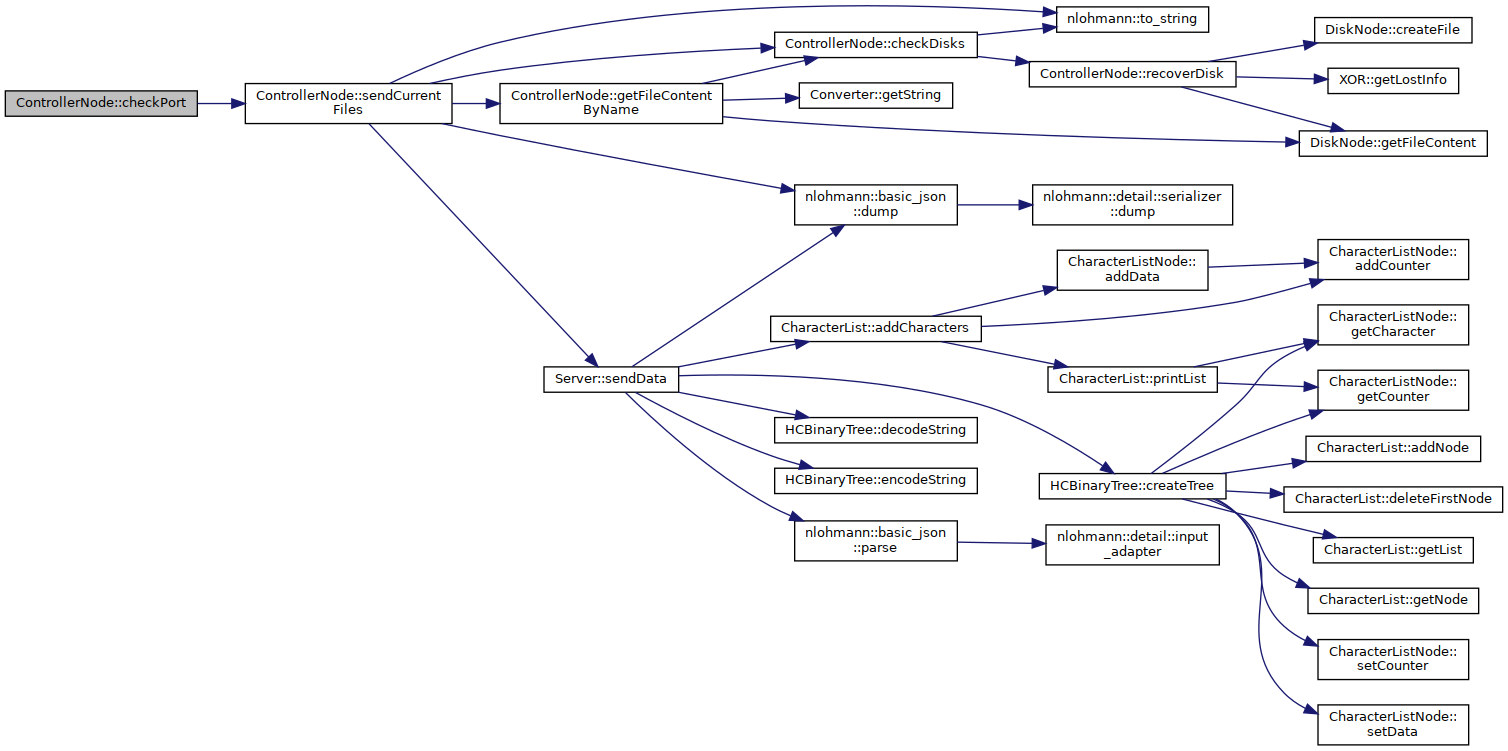 ControllerNode::checkPort
ControllerNode::sendCurrent
Files
nlohmann::to_string
ControllerNode::checkDisks
ControllerNode::getFileContent
ByName
Converter::getString
ControllerNode::recoverDisk
DiskNode::createFile
XOR::getLostInfo
DiskNode::getFileContent
nlohmann::basic_json
::dump
nlohmann::detail::serializer
::dump
Server::sendData
CharacterList::addCharacters
CharacterListNode::
addData
CharacterListNode::
addCounter
CharacterList::printList
CharacterListNode::
getCharacter
CharacterListNode::
getCounter
HCBinaryTree::decodeString
HCBinaryTree::encodeString
HCBinaryTree::createTree
CharacterList::addNode
CharacterList::deleteFirstNode
CharacterList::getList
CharacterList::getNode
CharacterListNode::
setCounter
CharacterListNode::
setData
nlohmann::basic_json
::parse
nlohmann::detail::input
_adapter